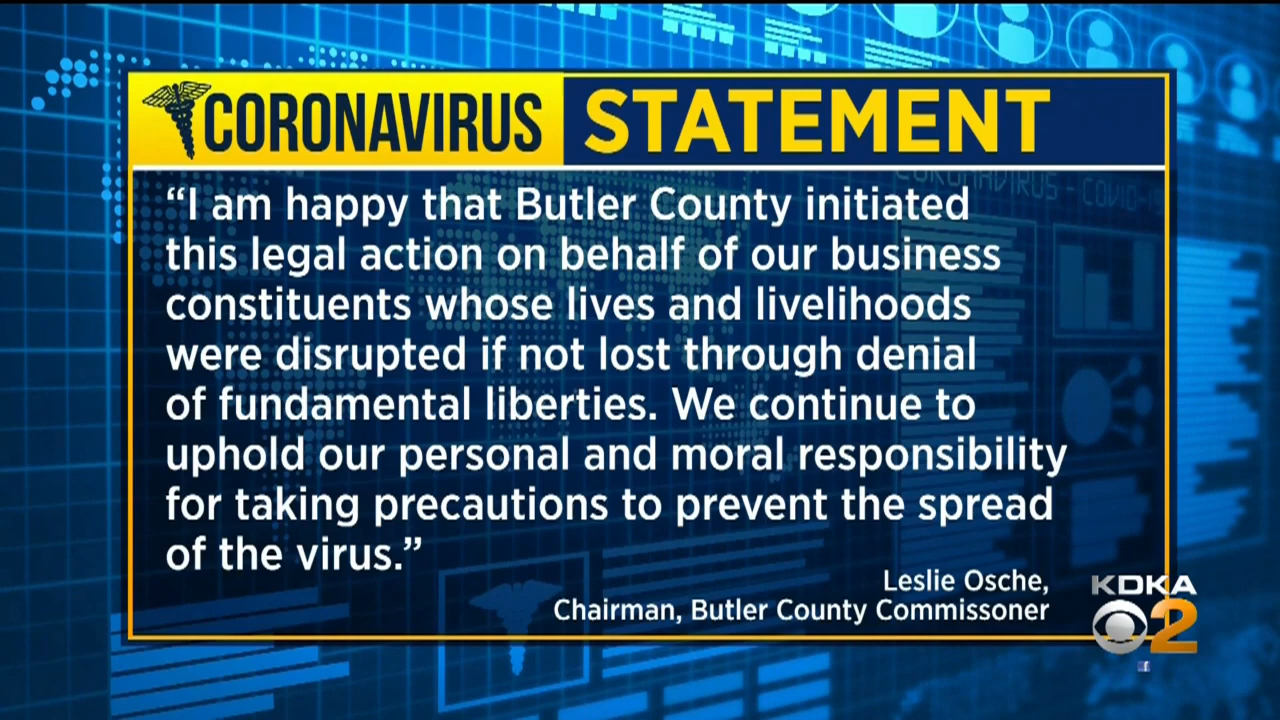 CORONAVIRUS STATEMENT
CORONAVIRUS - COVID-19
“I am happy that Butler County initiated
this legal action on behalf of our business
constituents whose lives and livelihoods
were disrupted if not lost through denial
of fundamental liberties. We continue to
uphold our personal and moral responsibility
for taking precautions to prevent the spread
of the virus.”
Leslie Osche,
Chairman, Butler County Commissoner
KDKA
2
f